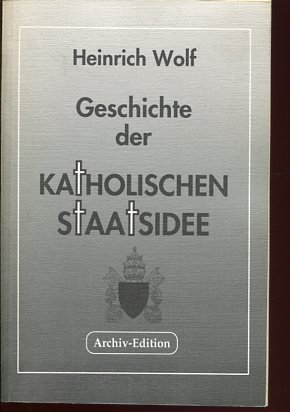 Heinrich Wolf
Geschichte
der
KATHOLISCHEN
STAATSIDEE
Archiv-Edition